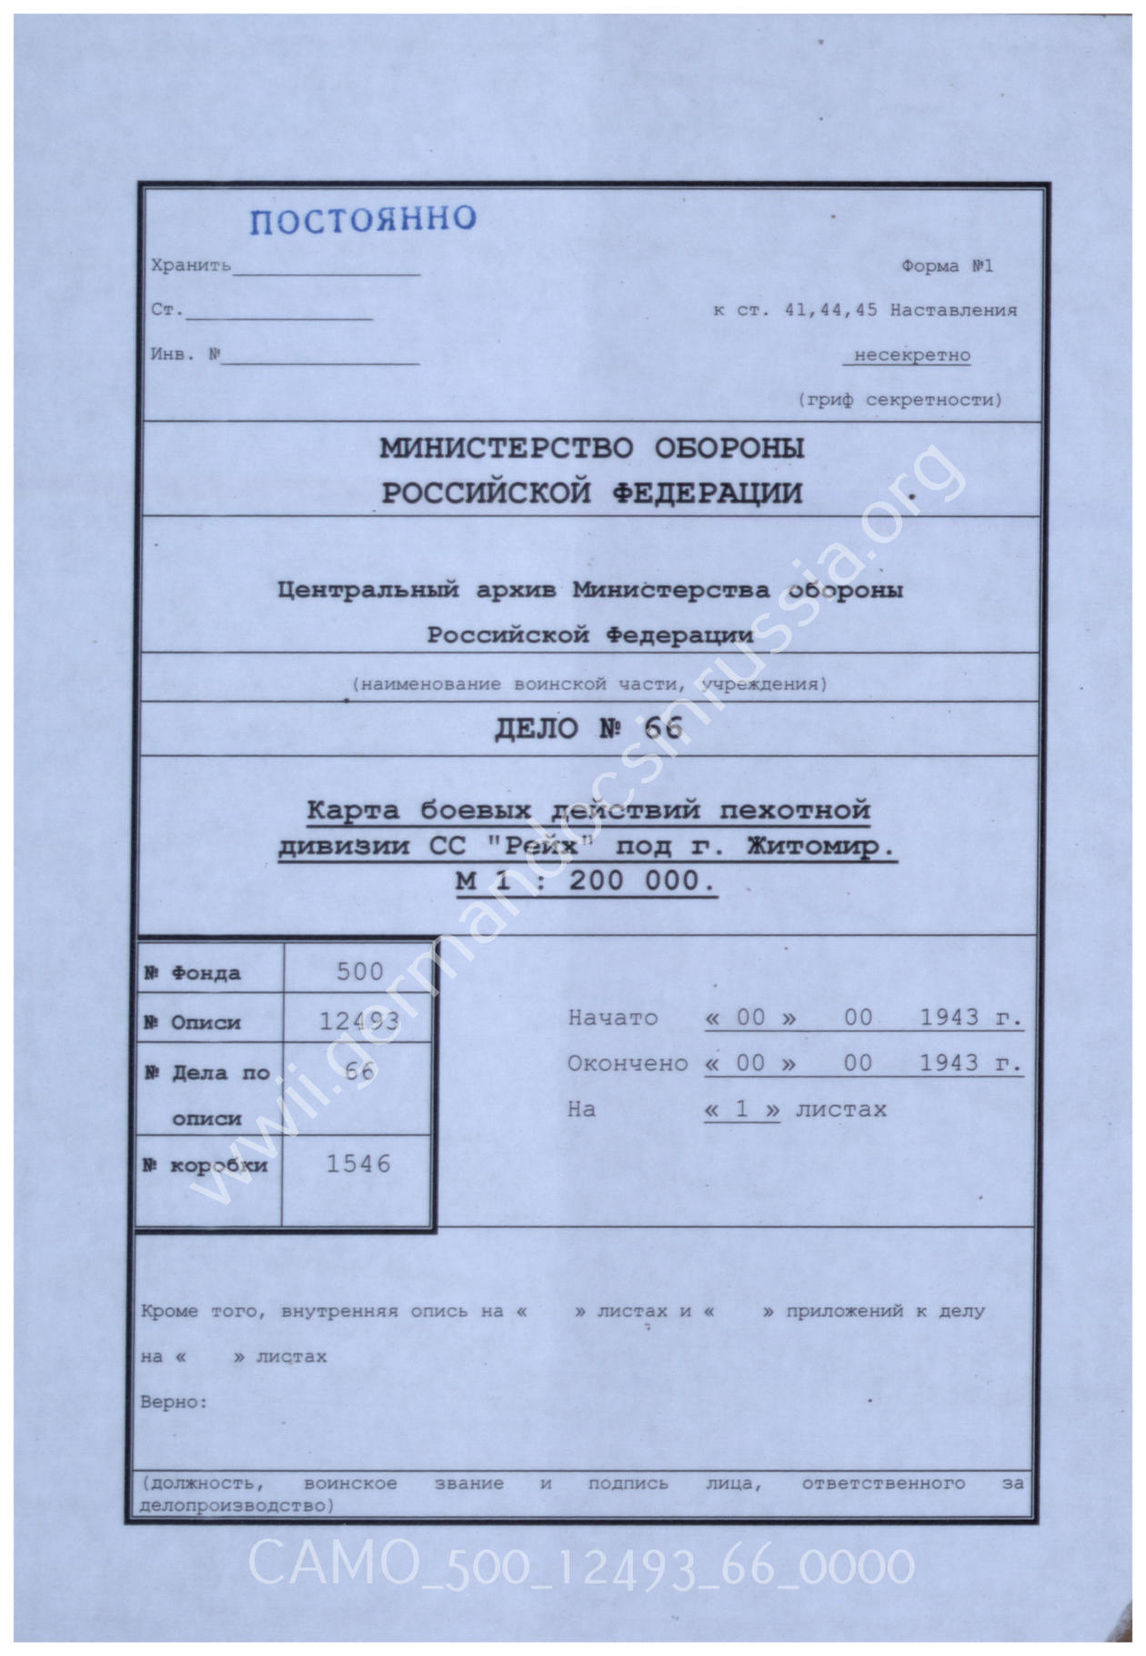 ПОСТОЯННО
Хранить
Форма №1
Ст.
к ст. 41,44,45 Наставления
Инв. №
несекретно
(гриф секретности)
МИНИСТЕРСТВО ОБОРОНЫ
РОССИЙСКОЙ ФЕДЕРАЦИИ
Центральный архив Министерства обороны
Российской Федерации
(наименование воинской части, учреждения)
ДЕЛО № 66
Карта боевых действий пехотной
дивизии СС "Рейх" под г. Житомир.
М 1 : 200 000.
№ Фонда 500
№ Описи 12493
№ Дела по 66
описи
№ коробки 1546
Начато « 00 » 00 1943 г.
Окончено « 00 » 00 1943 г.
На « 1 » листах
Кроме того, внутренняя опись на « » листах и « » приложений к делу
на « » листах
Верно:
(должность, воинское звание и подпись лица, ответственного за
делопроизводство)
wwii.germandocsinrussia.org
CAMO_500_12493_66_0000